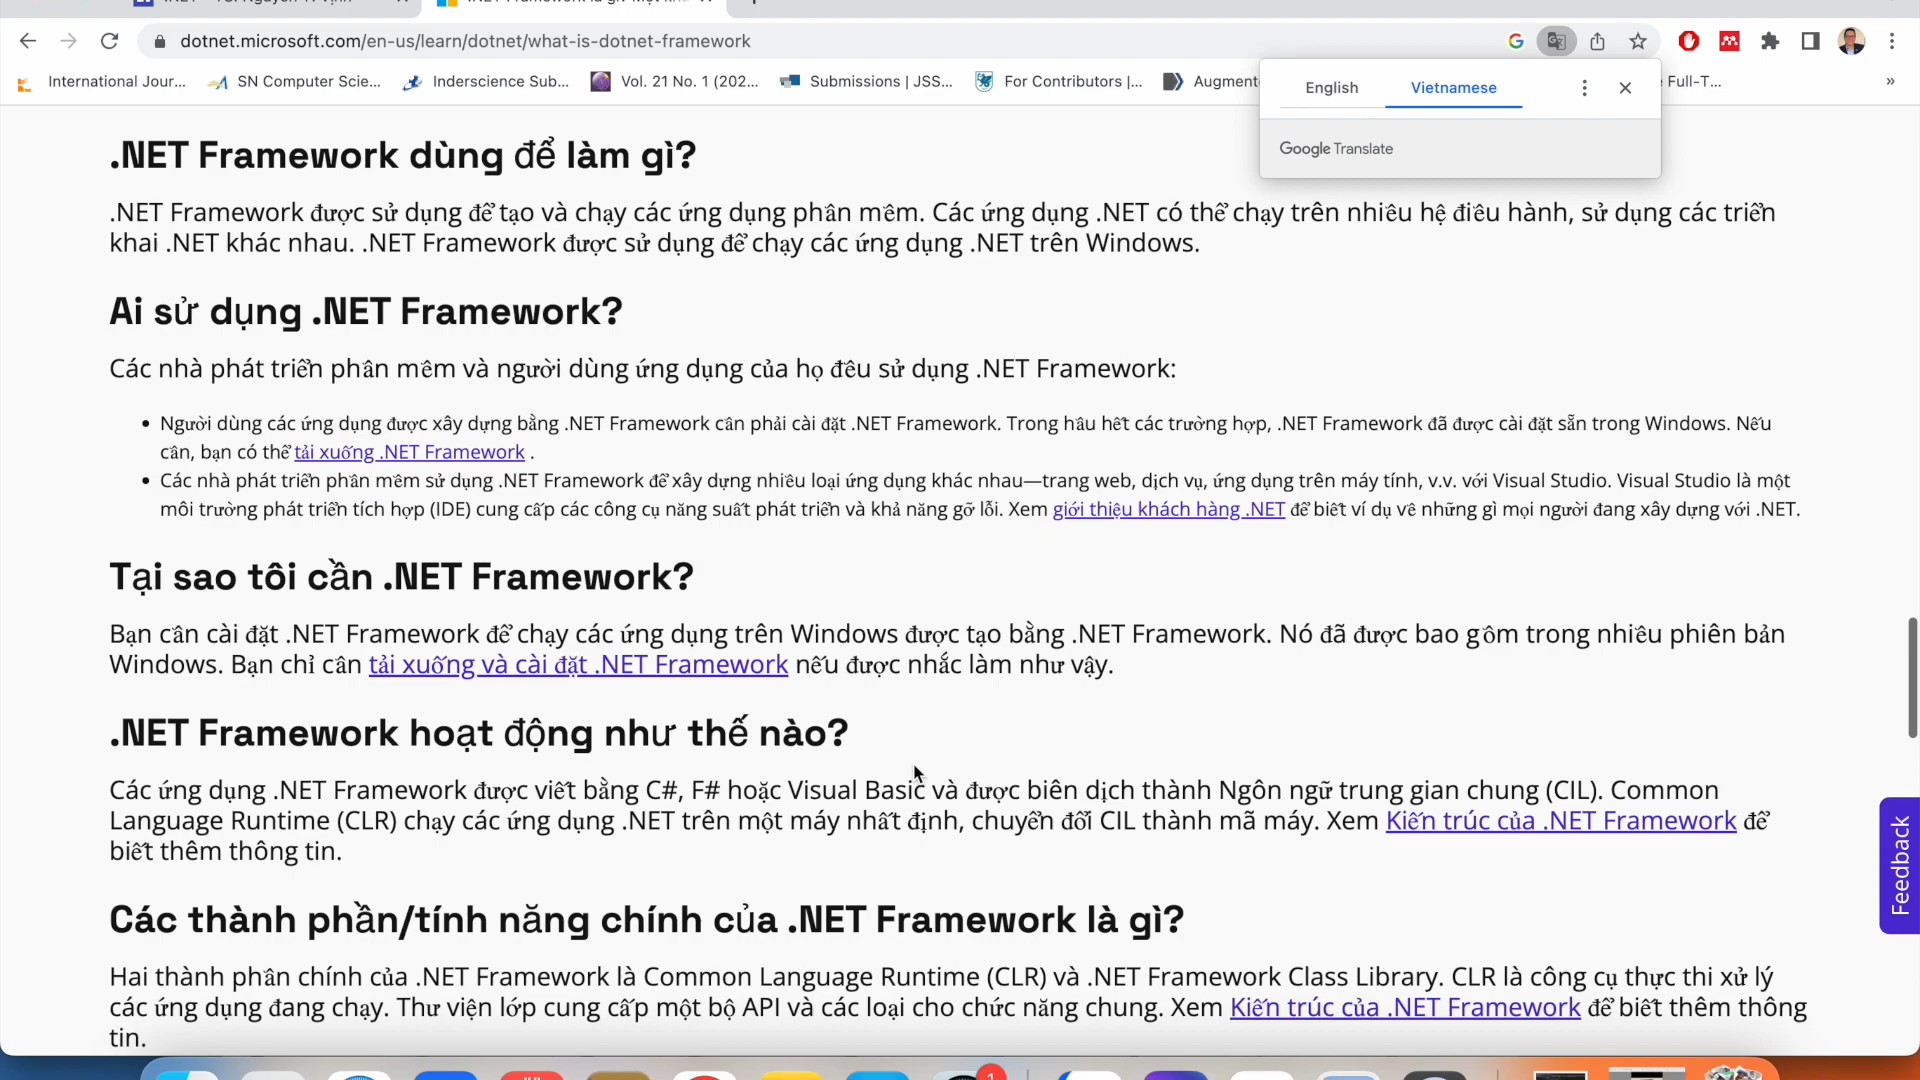 dotnet.microsoft.com/en-us/learn/dotnet/what-is-dotnet-framework
International Jour...
SN Computer Scie...
Inderscience Sub...
Vol. 21 No. 1 (202...
Submissions | JSS...
For Contributors |...
Augment
Full-T...
»
English
Vietnamese
Google Translate
.NET Framework dùng để làm gì?
.NET Framework được sử dụng để tạo và chạy các ứng dụng phần mềm. Các ứng dụng .NET có thể chạy trên nhiều hệ điều hành, sử dụng các triển
khai .NET khác nhau. .NET Framework được sử dụng để chạy các ứng dụng .NET trên Windows.
Ai sử dụng .NET Framework?
Các nhà phát triển phần mềm và người dùng ứng dụng của họ đều sử dụng .NET Framework:
• Người dùng các ứng dụng được xây dựng bằng .NET Framework cần phải cài đặt .NET Framework. Trong hầu hết các trường hợp, .NET Framework đã được cài đặt sẵn trong Windows. Nếu
cần, bạn có thể tải xuống .NET Framework .
• Các nhà phát triển phần mềm sử dụng .NET Framework để xây dựng nhiều loại ứng dụng khác nhau—trang web, dịch vụ, ứng dụng trên máy tính, v.v. với Visual Studio. Visual Studio là một
môi trường phát triển tích hợp (IDE) cung cấp các công cụ năng suất phát triển và khả năng gỡ lỗi. Xem giới thiệu khách hàng .NET để biết ví dụ về những gì mọi người đang xây dựng với .NET.
Tại sao tôi cần .NET Framework?
Bạn cần cài đặt .NET Framework để chạy các ứng dụng trên Windows được tạo bằng .NET Framework. Nó đã được bao gồm trong nhiều phiên bản
Windows. Bạn chỉ cần tải xuống và cài đặt .NET Framework nếu được nhắc làm như vậy.
.NET Framework hoạt động như thế nào?
Các ứng dụng .NET Framework được viết bằng C#, F# hoặc Visual Basic và được biên dịch thành Ngôn ngữ trung gian chung (CIL). Common
Language Runtime (CLR) chạy các ứng dụng .NET trên một máy nhất định, chuyển đổi CIL thành mã máy. Xem Kiến trúc của .NET Framework để
biết thêm thông tin.
Feedback
Các thành phần/tính năng chính của .NET Framework là gì?
Hai thành phần chính của .NET Framework là Common Language Runtime (CLR) và .NET Framework Class Library. CLR là công cụ thực thi xử lý
các ứng dụng đang chạy. Thư viện lớp cung cấp một bộ API và các loại cho chức năng chung. Xem Kiến trúc của .NET Framework để biết thêm thông
tin.